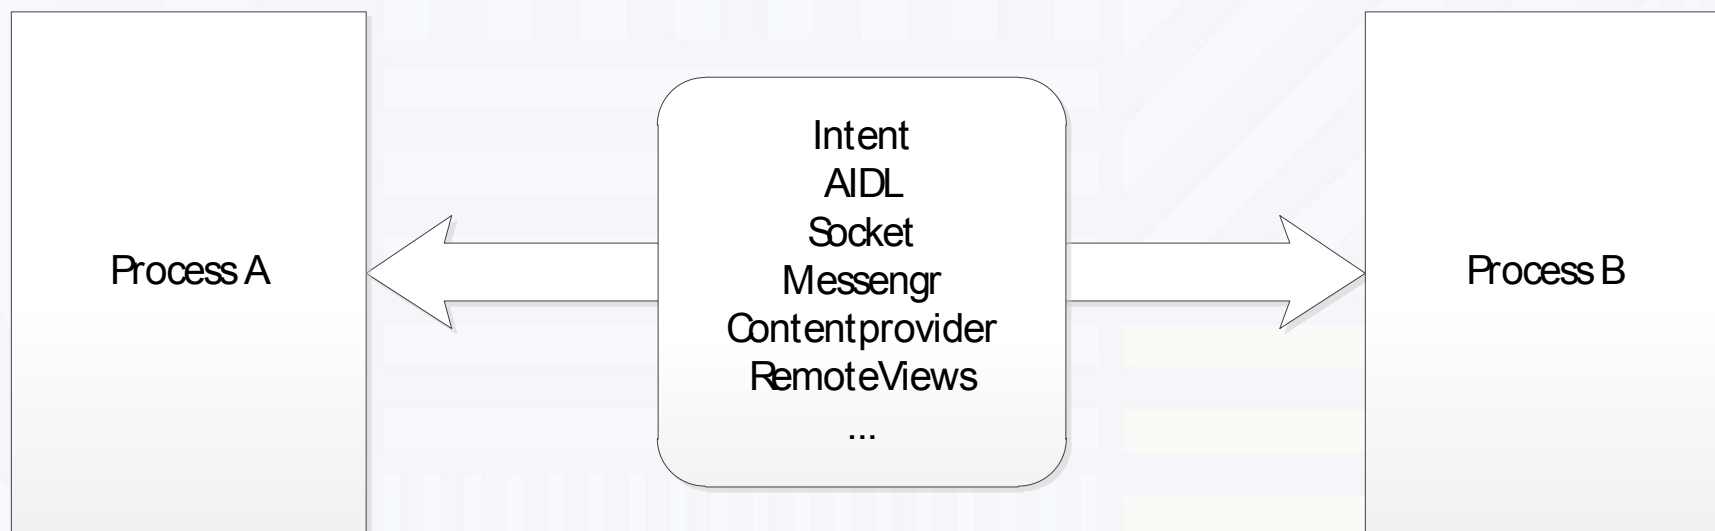 Process A
Intent
AIDL
Socket
Messengr
Contentprovider
RemoteViews
...
Process B